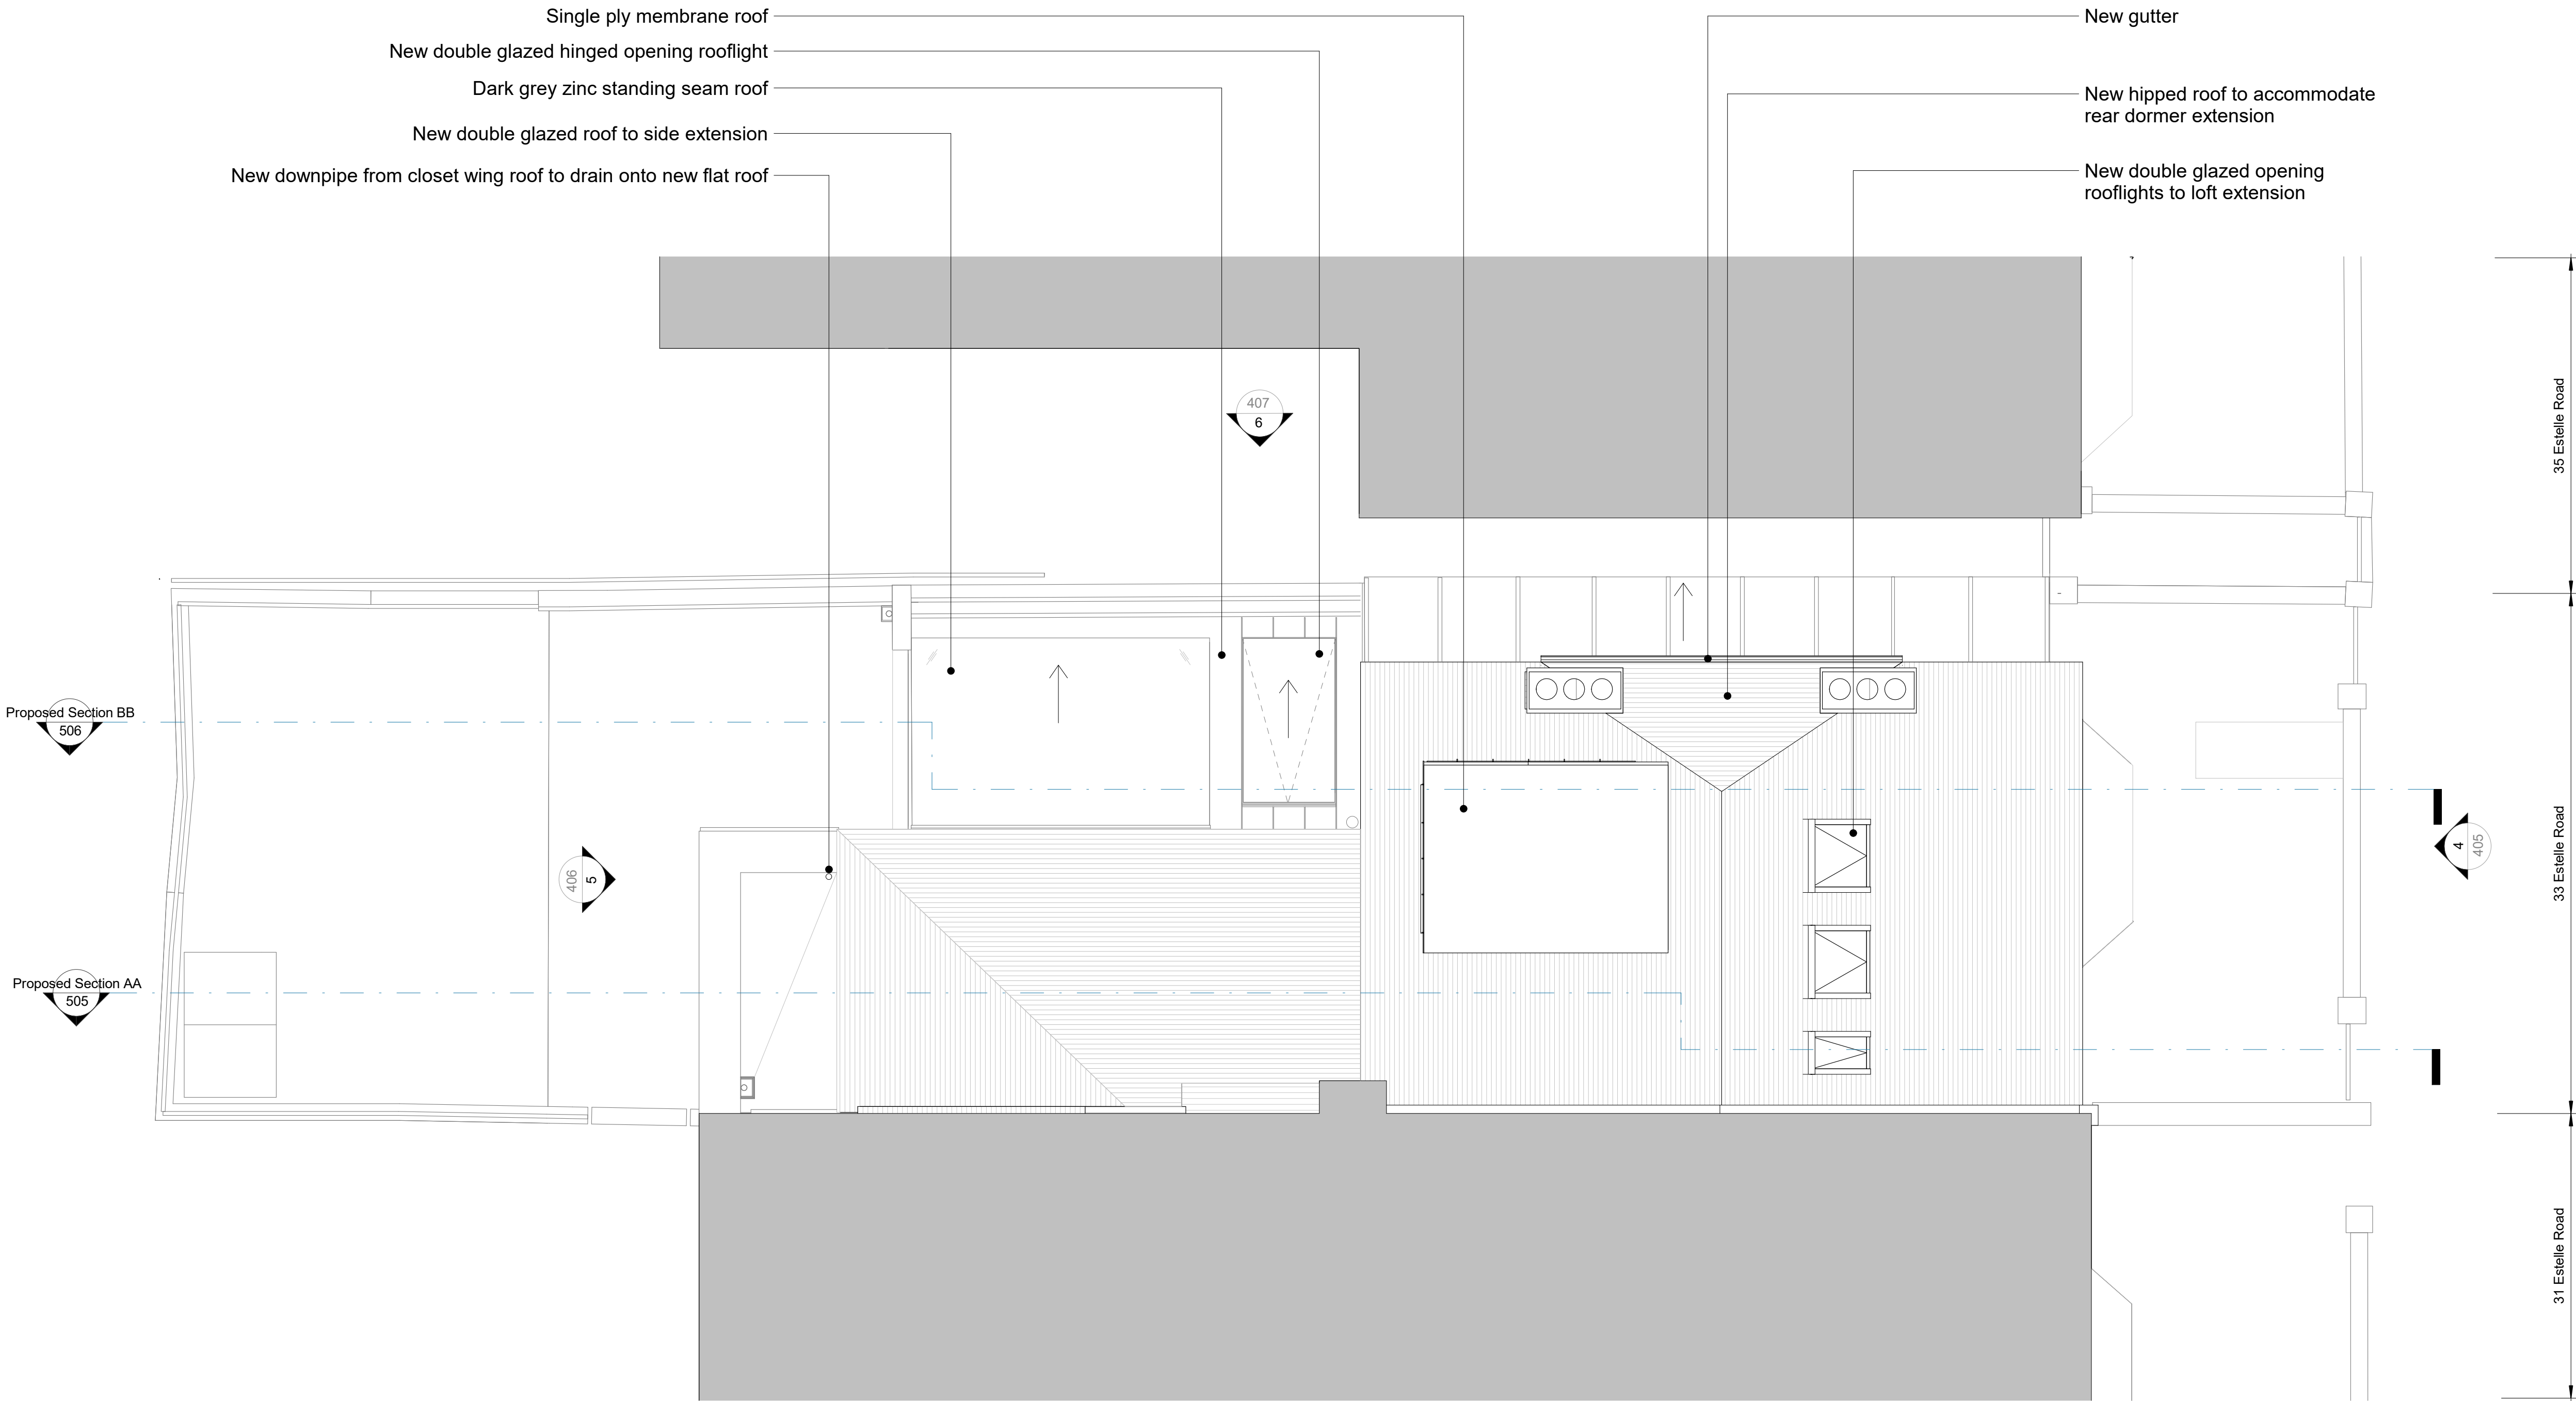 Single ply membrane roof
New double glazed hinged opening rooflight
Dark grey zinc standing seam roof
New double glazed roof to side extension
New downpipe from closet wing roof to drain onto new flat roof
New gutter
New hipped roof to accommodate
rear dormer extension
New double glazed opening
rooflights to loft extension
407
6
35 Estelle Road
Proposed Section BB
506
406
5
4
405
33 Estelle Road
Proposed Section AA
505
31 Estelle Road